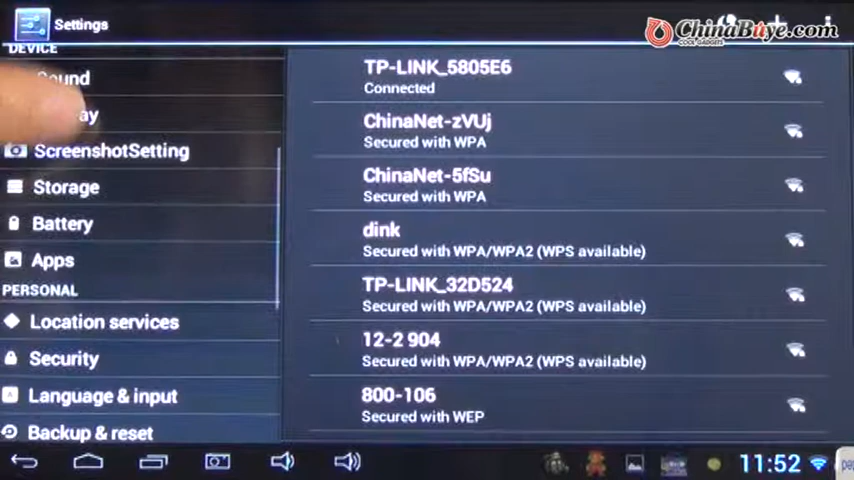 Settings
ChinaBuye.com
COOL GADGETS
DEVICE
Sound
ay
ScreenshotSetting
Storage
Battery
Apps
PERSONAL
Location services
Security
Language & input
Backup & reset
TP-LINK_5805E6
Connected
ChinaNet-zVUj
Secured with WPA
ChinaNet-5fSu
Secured with WPA
dink
Secured with WPA/WPA2 (WPS available)
TP-LINK_32D524
Secured with WPA/WPA2 (WPS available)
12-2 904
Secured with WPA/WPA2 (WPS available)
800-106
Secured with WEP
11:52